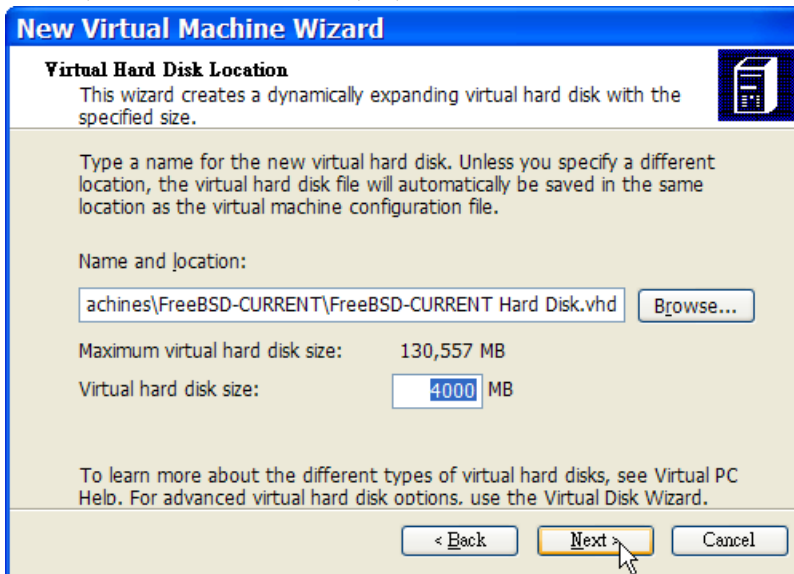 New Virtual Machine Wizard
Virtual Hard Disk Location
This wizard creates a dynamically expanding virtual hard disk with the
specified size.
Type a name for the new virtual hard disk. Unless you specify a different
location, the virtual hard disk file will automatically be saved in the same
location as the virtual machine configuration file.
Name and location:
achines\FreeBSD-CURRENT\FreeBSD-CURRENT Hard Disk.vhd Browse...
Maximum virtual hard disk size: 130,557 MB
Virtual hard disk size: 4000 MB
To learn more about the different types of virtual hard disks, see Virtual PC
Help. For advanced virtual hard disk options, use the Virtual Disk Wizard.
< Back Next > Cancel